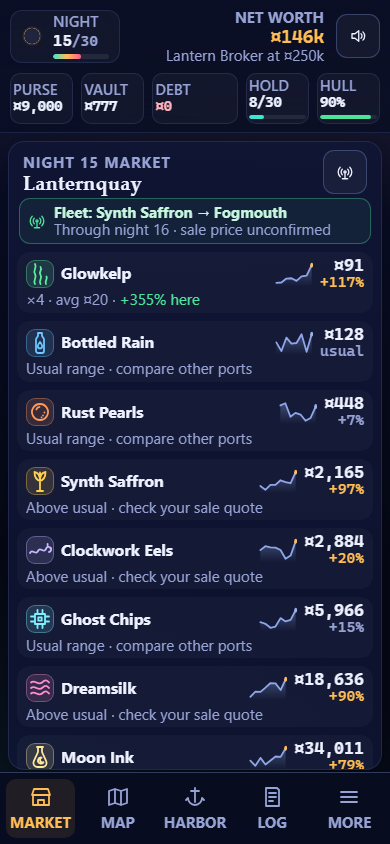 NIGHT
15/30
NET WORTH
¤146k
Lantern Broker at ¤250k
PURSE
¤9,000
VAULT
¤777
DEBT
¤0
HOLD
8/30
HULL
90%
NIGHT 15 MARKET
Lanternquay
Fleet: Synth Saffron → Fogmouth
Through night 16 · sale price unconfirmed
Glowkelp
¤91
×4 · avg ¤20 · +355% here
+117%
Bottled Rain
¤128
usual
Usual range · compare other ports
Rust Pearls
¤448
+7%
Usual range · compare other ports
Synth Saffron
¤2,165
+97%
Above usual · check your sale quote
Clockwork Eels
¤2,884
+20%
Above usual · check your sale quote
Ghost Chips
¤5,966
+15%
Usual range · compare other ports
Dreamsilk
¤18,636
+90%
Above usual · check your sale quote
Moon Ink
¤34,011
+79%
MARKET
MAP
HARBOR
LOG
MORE